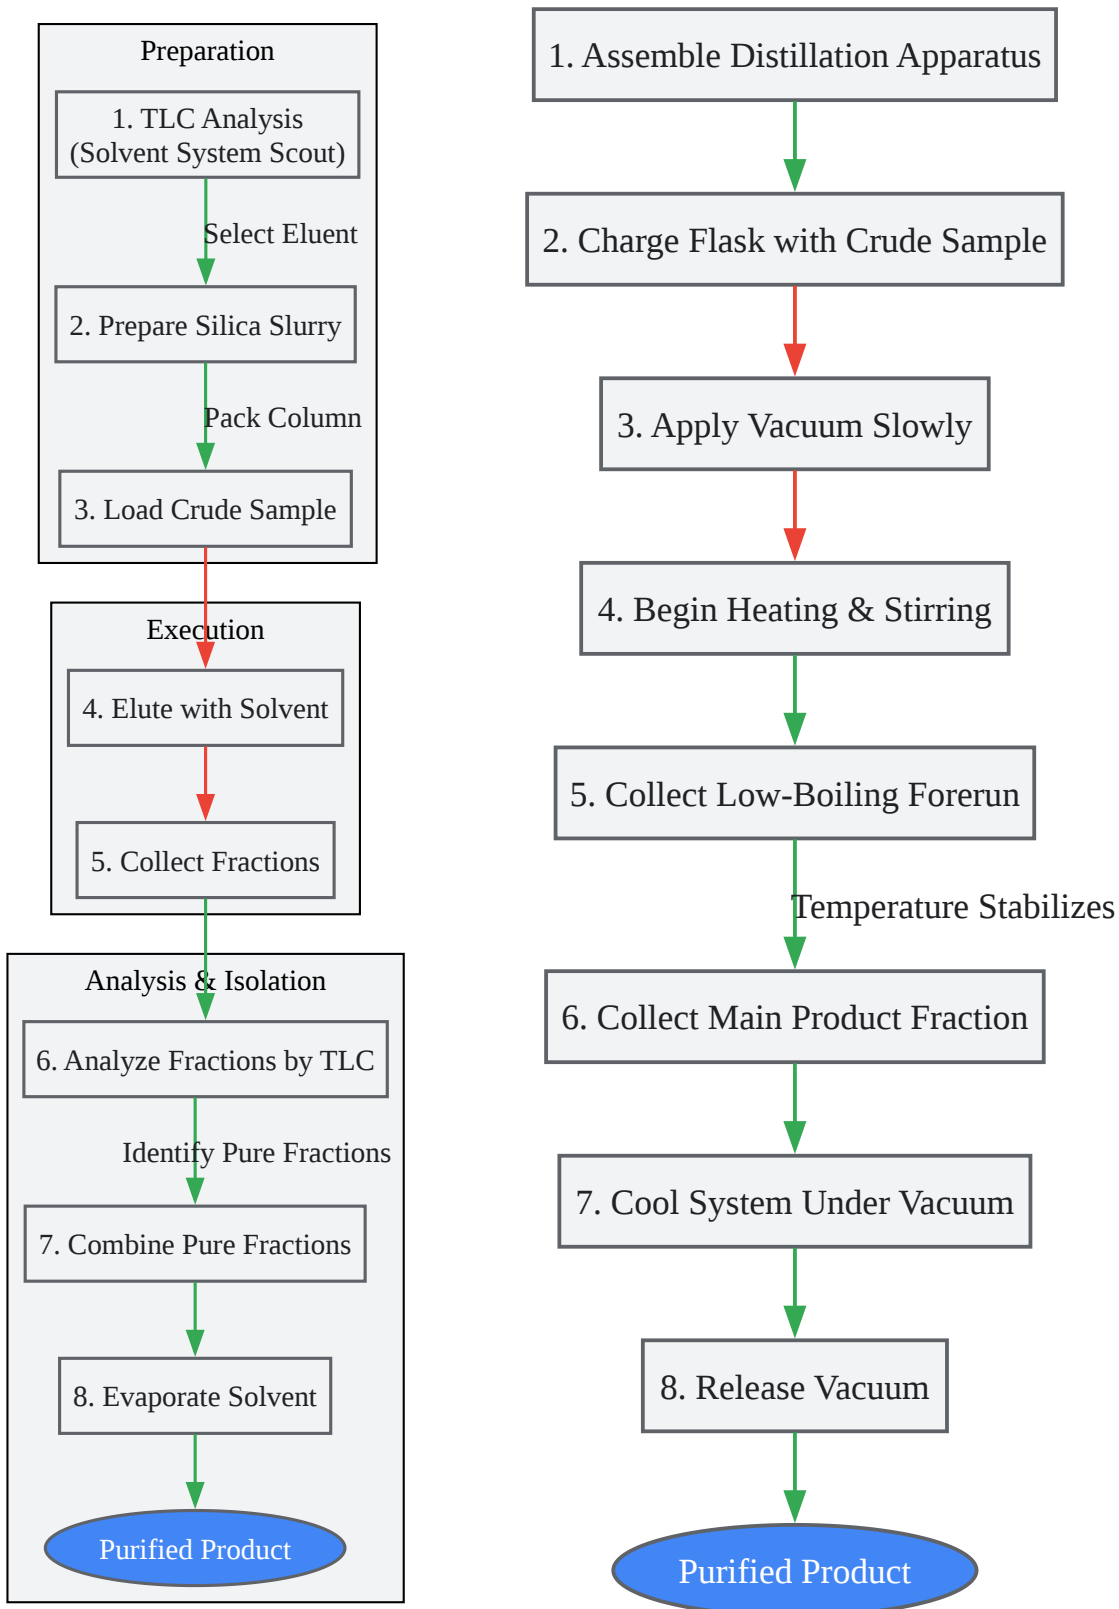 Preparation
1. TLC Analysis
(Solvent System Scout)
Select Eluent
2. Prepare Silica Slurry
Pack Column
3. Load Crude Sample
Execution
4. Elute with Solvent
5. Collect Fractions
Analysis & Isolation
6. Analyze Fractions by TLC
Identify Pure Fractions
7. Combine Pure Fractions
8. Evaporate Solvent
Purified Product
1. Assemble Distillation Apparatus
2. Charge Flask with Crude Sample
3. Apply Vacuum Slowly
4. Begin Heating & Stirring
5. Collect Low-Boiling Forerun
Temperature Stabilizes
6. Collect Main Product Fraction
7. Cool System Under Vacuum
8. Release Vacuum
Purified Product